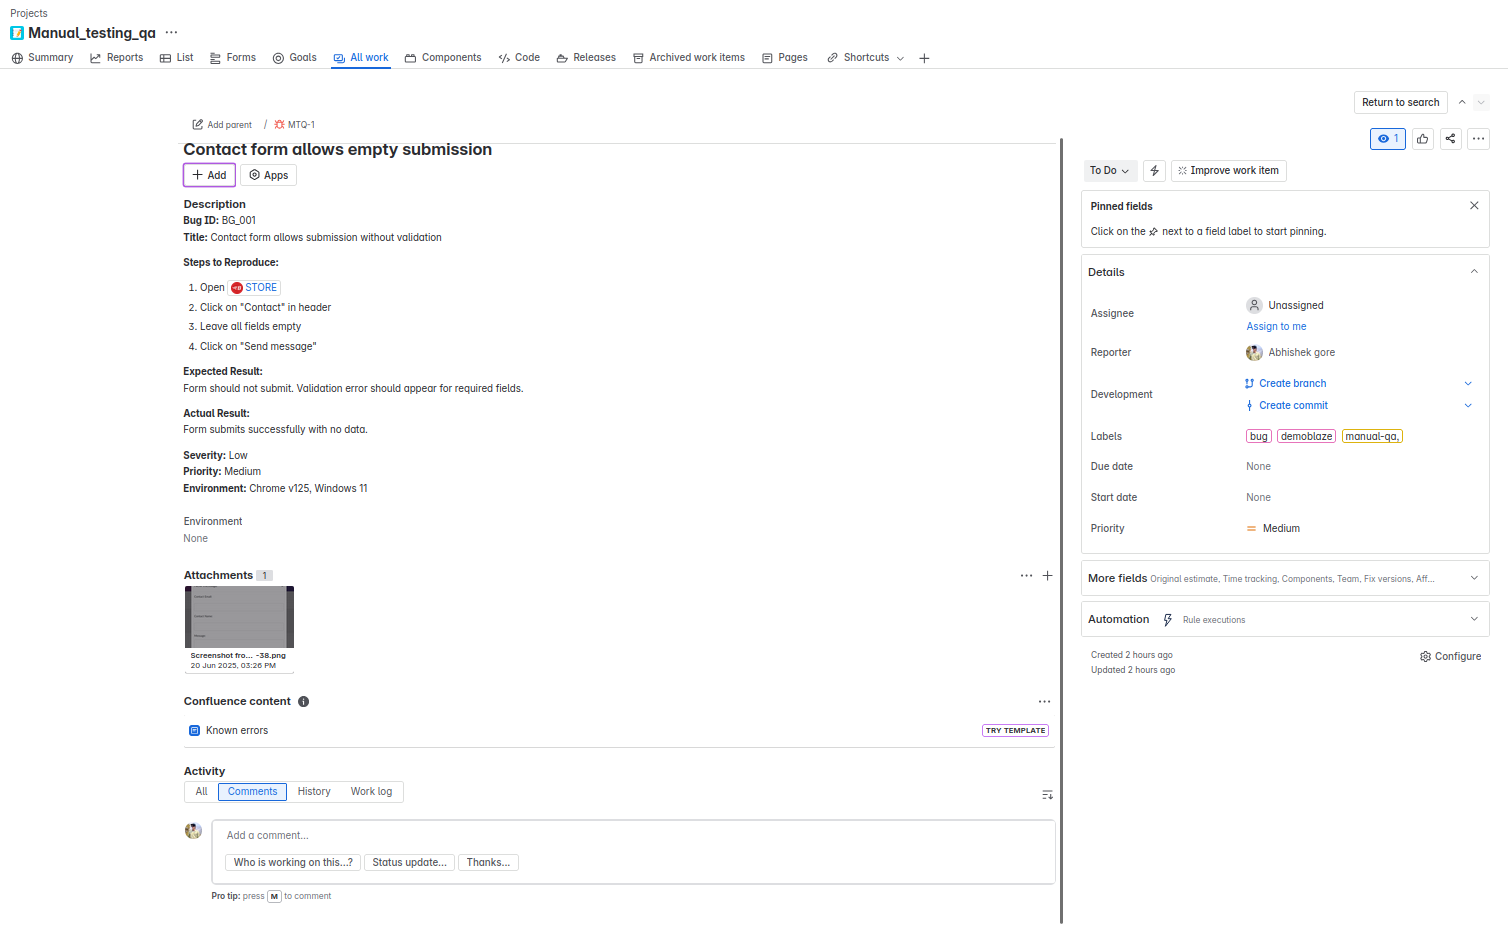 Projects
Manual_testing_qa
Summary Reports List Forms Goals All work Components Code Releases Archived work items Pages Shortcuts
Return to search
Add parent / MTQ-1
1
Contact form allows empty submission
Add Apps
To Do Improve work item
Description
Bug ID: BG_001
Title: Contact form allows submission without validation
Steps to Reproduce:
1. Open STORE
2. Click on "Contact" in header
3. Leave all fields empty
4. Click on "Send message"
Expected Result:
Form should not submit. Validation error should appear for required fields.
Actual Result:
Form submits successfully with no data.
Severity: Low
Priority: Medium
Environment: Chrome v125, Windows 11
Environment
None
Attachments 1
Screenshot fro... -38.png
20 Jun 2025, 03:26 PM
Confluence content
Known errors TRY TEMPLATE
Activity
All Comments History Work log
Add a comment...
Who is working on this...? Status update... Thanks...
Pro tip: press M to comment
Pinned fields
Click on the next to a field label to start pinning.
Details
Assignee Unassigned
Assign to me
Reporter Abhishek gore
Development Create branch
Create commit
Labels bug demoblaze manual-qa,
Due date None
Start date None
Priority Medium
More fields Original estimate, Time tracking, Components, Team, Fix versions, Aff...
Automation Rule executions
Created 2 hours ago
Updated 2 hours ago
Configure